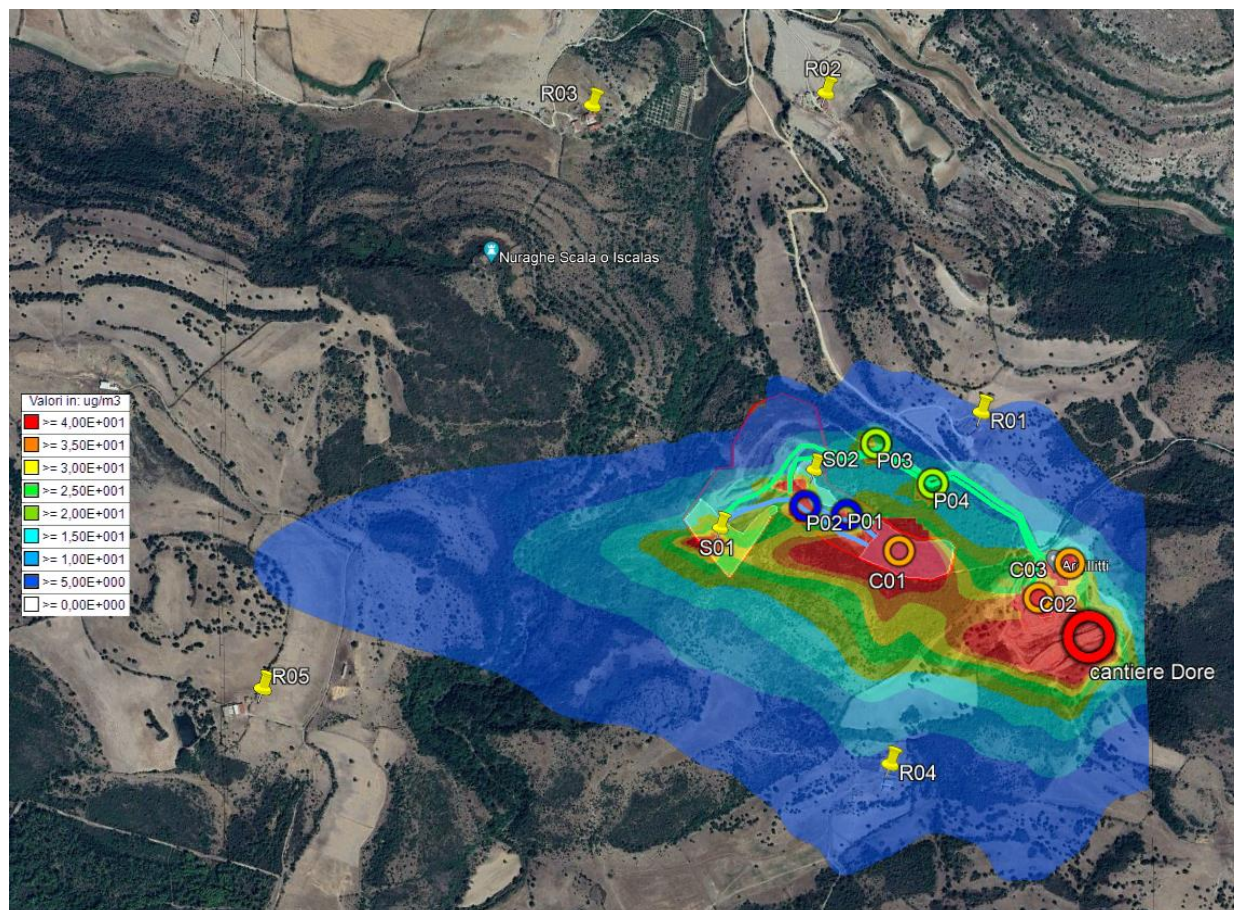 R02
R03
Nuraghe Scala o Iscalas
Valori in: ug/m3
>= 4,00E+001
>= 3,50E+001
>= 3,00E+001
>= 2,50E+001
>= 2,00E+001
>= 1,50E+001
>= 1,00E+001
>= 5,00E+000
>= 0,00E+000
R01
S02
P03
P04
P02
P01
S01
C01
C03
C02
cantiere Dore
R05
R04